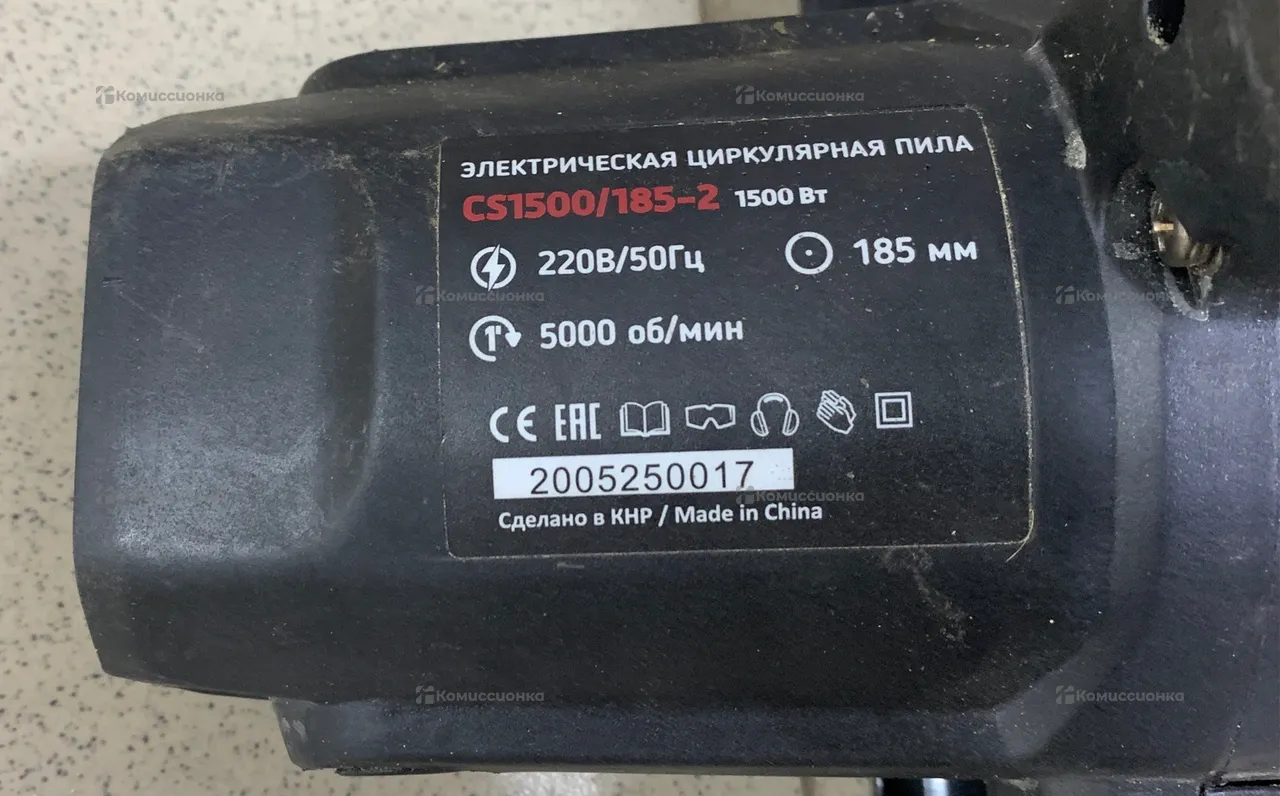 ЭЛЕКТРИЧЕСКАЯ ЦИРКУЛЯРНАЯ ПИЛА
CS1500/185-2 1500 Вт
220В/50Гц 185 мм
5000 об/мин
CE EAC
2005250017
Сделано в КНР / Made in China
Комиссионка
Комиссионка
Комиссионка
Комиссионка
Комиссионка
Комиссионка
Комиссионка